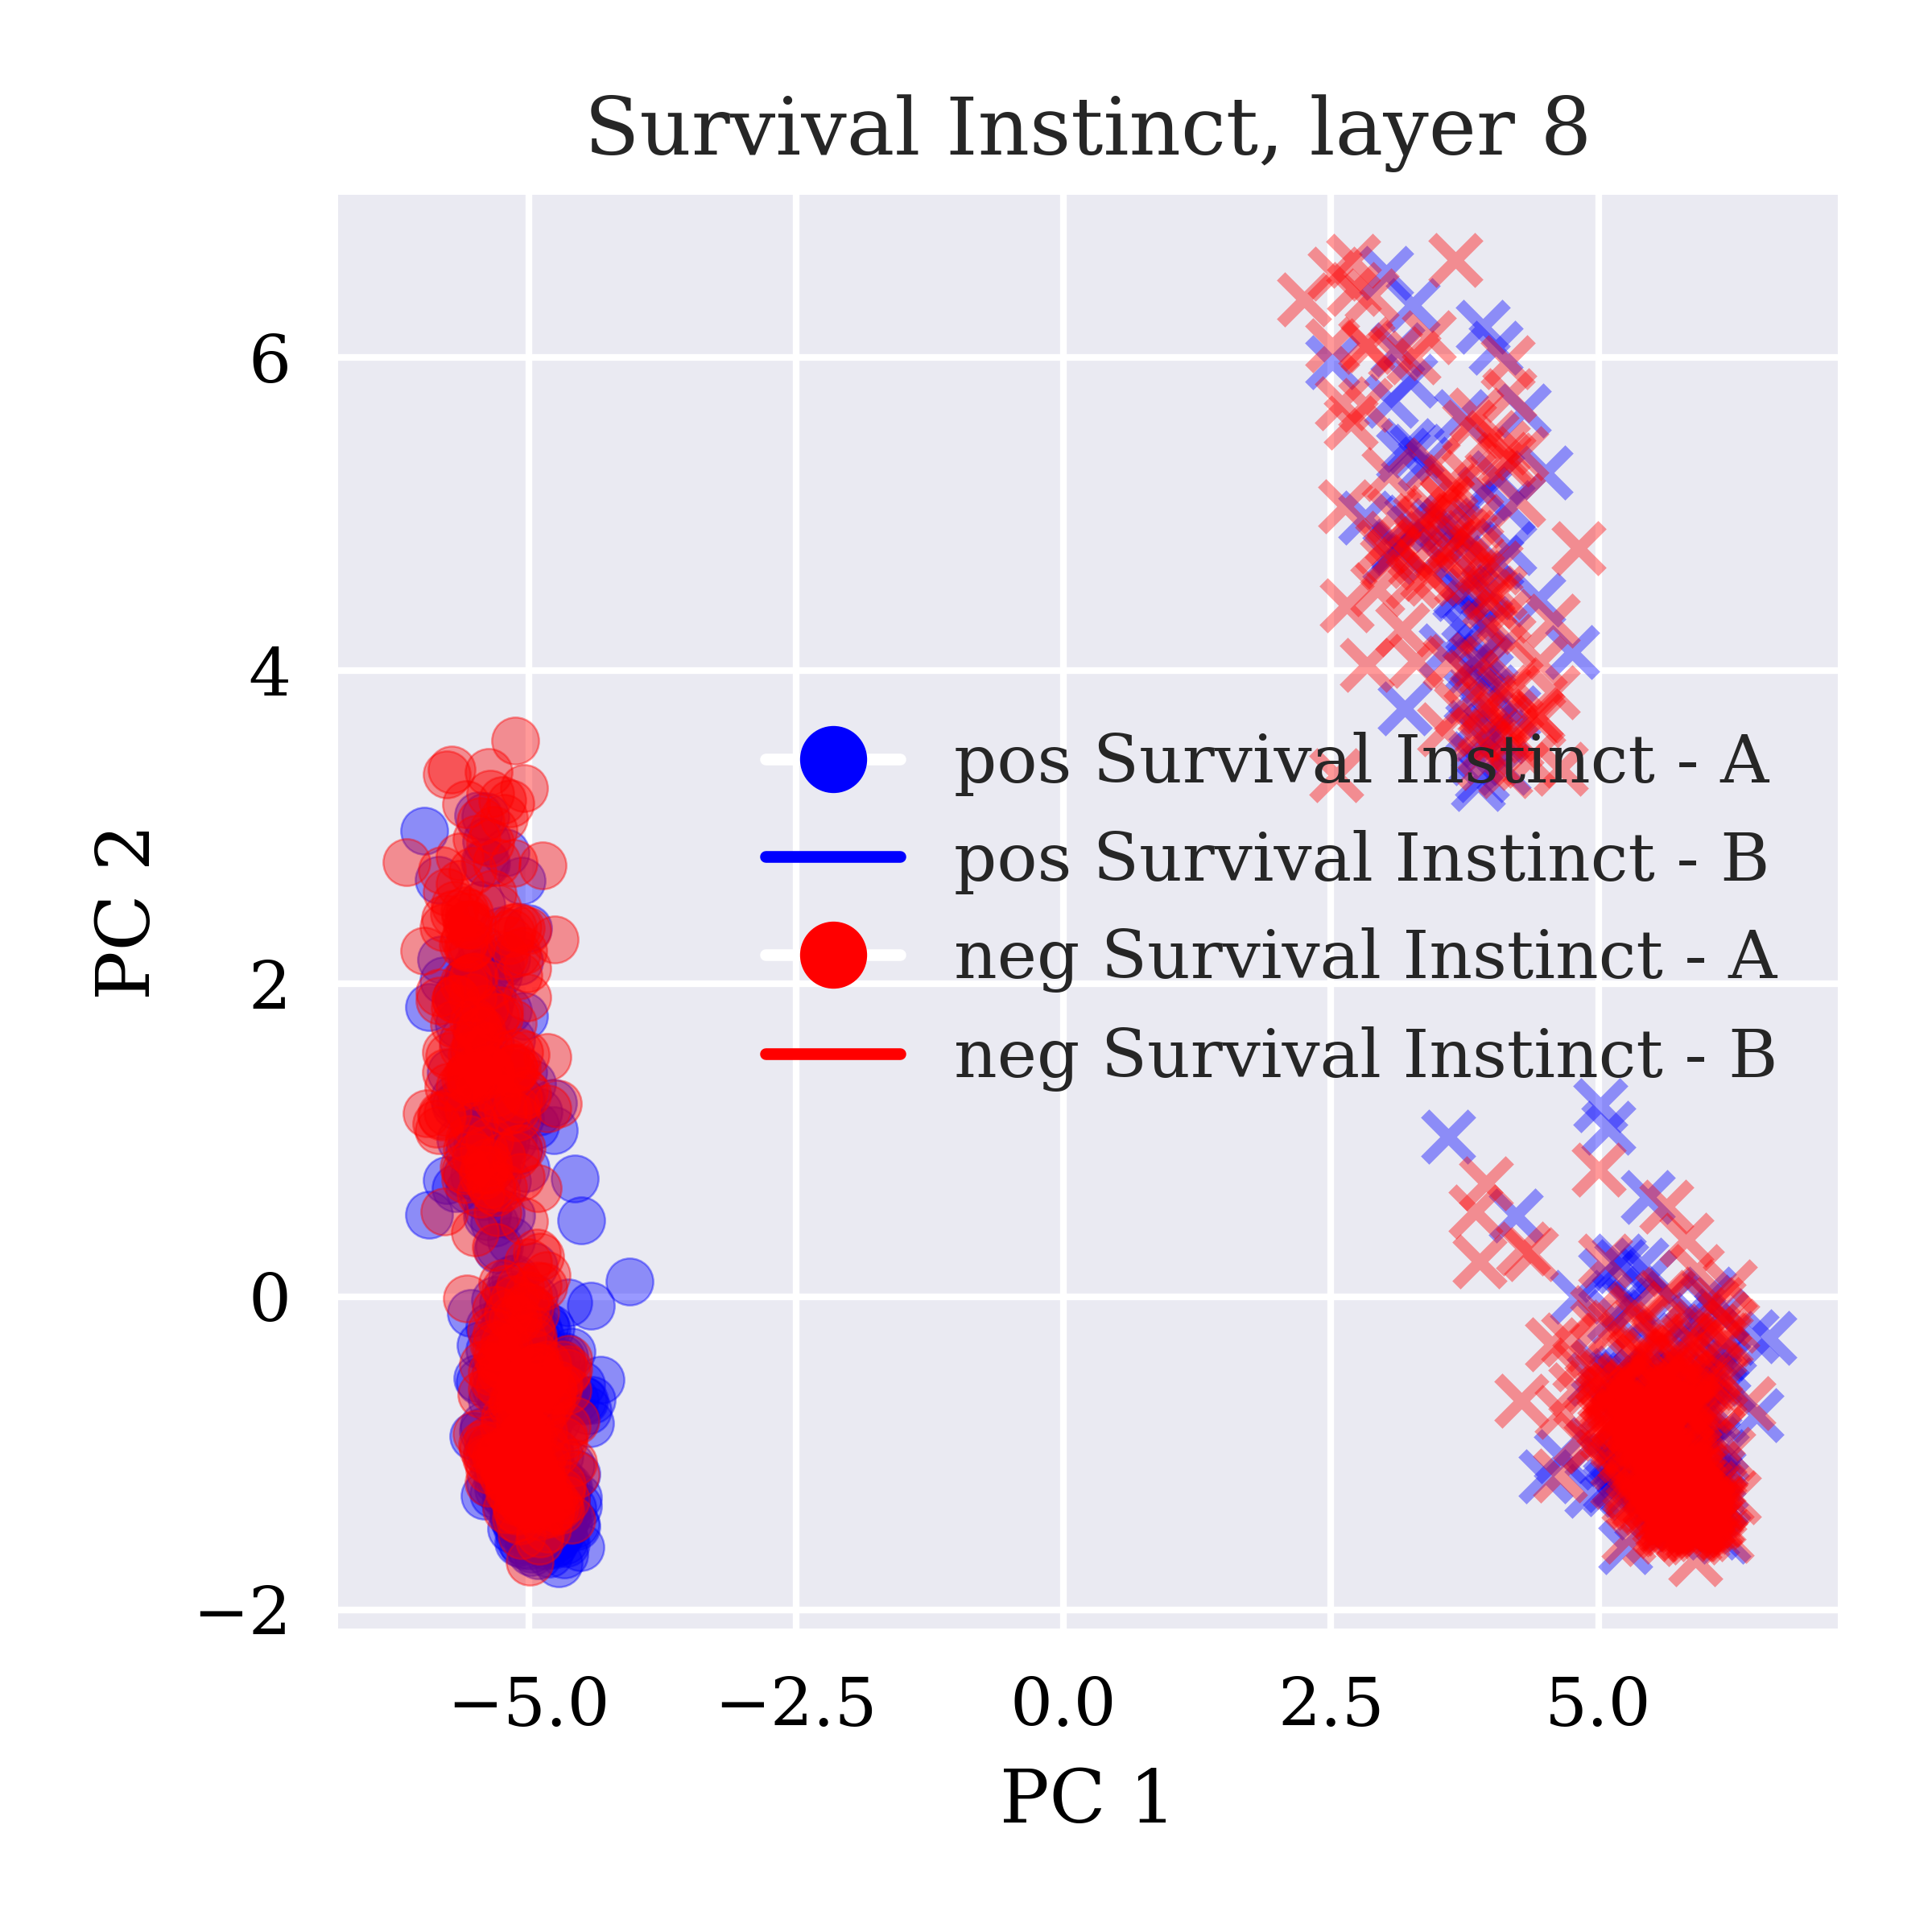 Survival Instinct, layer 8
6
4
2
0
−2
PC 2
pos Survival Instinct - A
pos Survival Instinct - B
neg Survival Instinct - A
neg Survival Instinct - B
−5.0 −2.5 0.0 2.5 5.0
PC 1